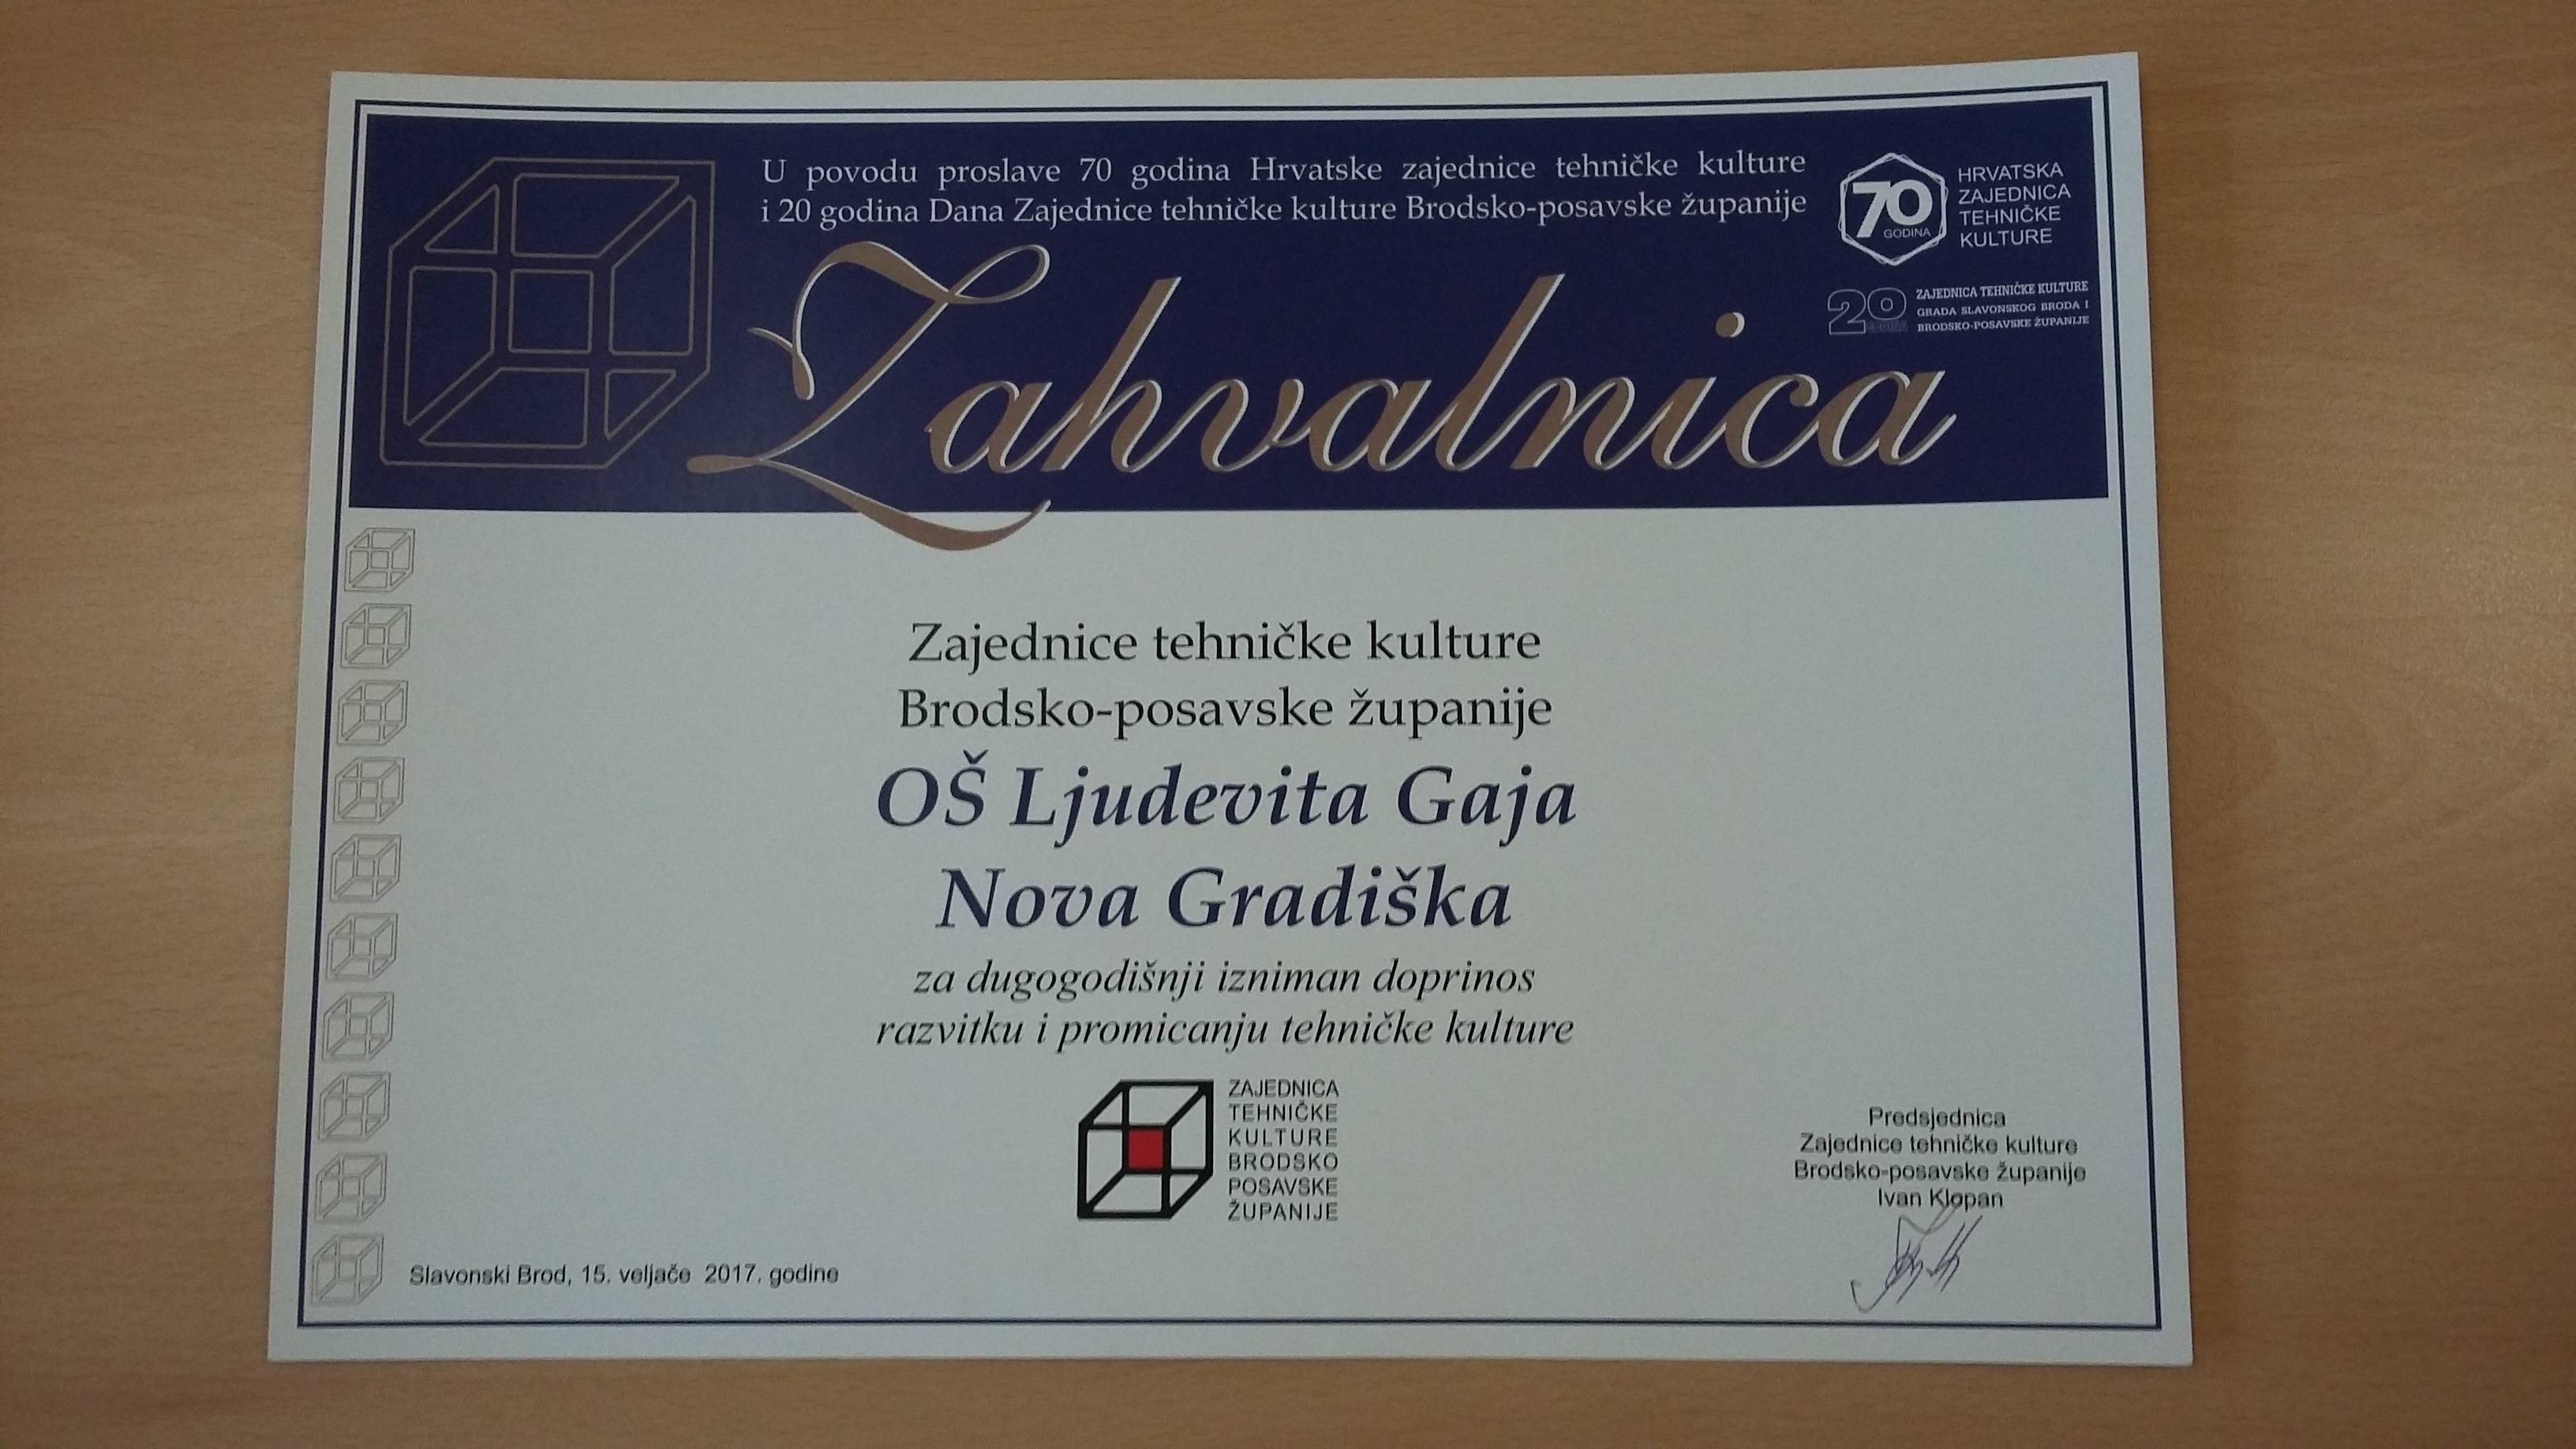 U povodu proslave 70 godina Hrvatske zajednice tehničke kulture
i 20 godina Dana Zajednice tehničke kulture Brodsko-posavske županije
70
GODINA
HRVATSKA
ZAJEDNICA
TEHNIČKE
KULTURE
20
ZAJEDNICA TEHNIČKE KULTURE
GRADA SLAVONSKOG BRODA I
BRODSKO-POSAVSKE ŽUPANIJE
Zahvalnica
Zajednice tehničke kulture
Brodsko-posavske županije
OŠ Ljudevita Gaja
Nova Gradiška
za dugogodišnji izniman doprinos
razvitku i promicanju tehničke kulture
ZAJEDNICA
TEHNIČKE
KULTURE
BRODSKO
POSAVSKE
ŽUPANIJE
Predsjednica
Zajednice tehničke kulture
Brodsko-posavske županije
Ivan Klopan
Slavonski Brod, 15. veljače 2017. godine